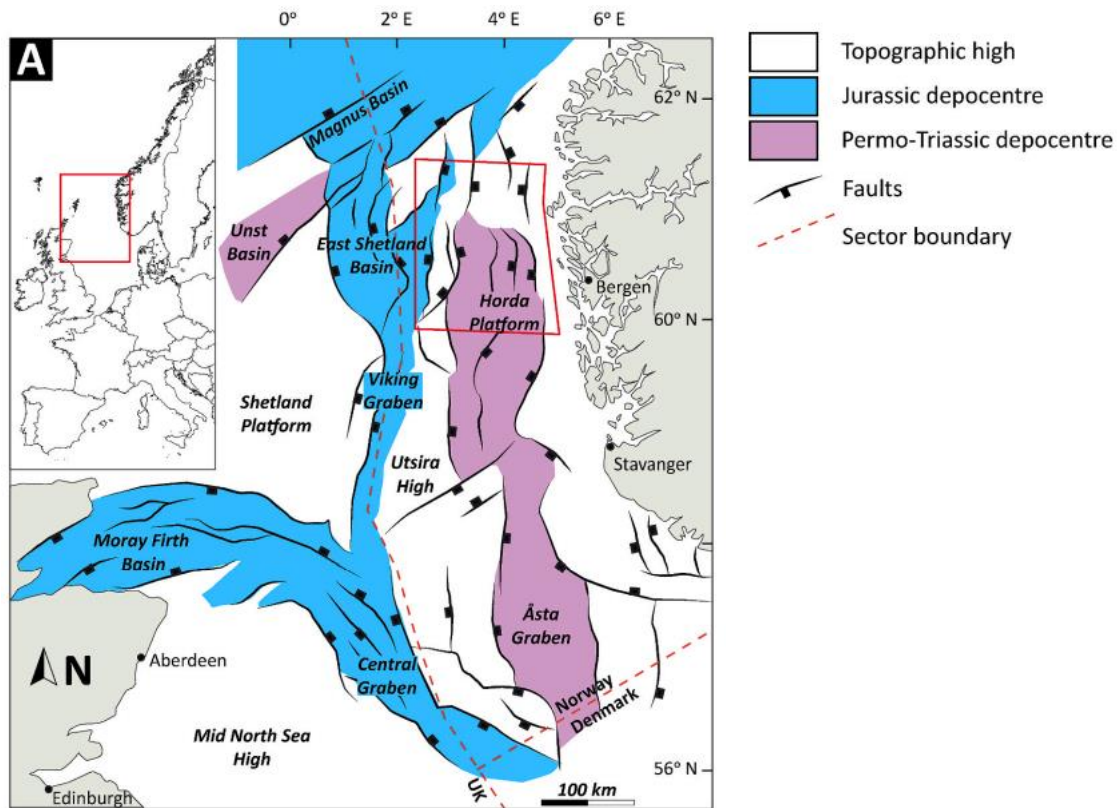 0°
2° E
4° E
6° E
A
62° N
Magnus Basin
Unst
Basin
East Shetland
Basin
Horda
Platform
Bergen
60° N
Viking
Graben
Shetland
Platform
Utsira
High
Stavanger
Moray Firth
Basin
Åsta
Graben
N
Aberdeen
Central
Graben
Norway
Denmark
Mid North Sea
High
UK
56° N
Edinburgh
100 km
Topographic high
Jurassic depocentre
Permo-Triassic depocentre
Faults
Sector boundary